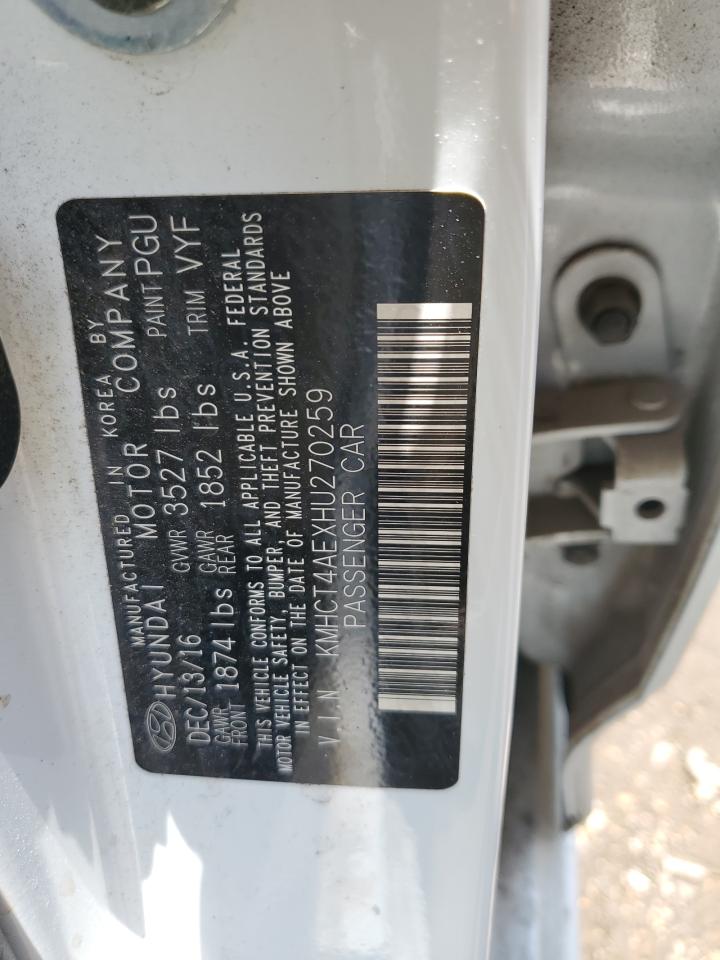 MANUFACTURED IN KOREA BY
HYUNDAI MOTOR COMPANY
DEC/13/16 GVWR 3527 lbs PAINT PGU
GAWR FRONT 1874 lbs GAWR REAR 1852 lbs TRIM VYF
THIS VEHICLE CONFORMS TO ALL APPLICABLE U.S.A. FEDERAL
MOTOR VEHICLE SAFETY, BUMPER, AND THEFT PREVENTION STANDARDS
IN EFFECT ON THE DATE OF MANUFACTURE SHOWN ABOVE
V.I.N KMHCT4AEXHU270259
PASSENGER CAR